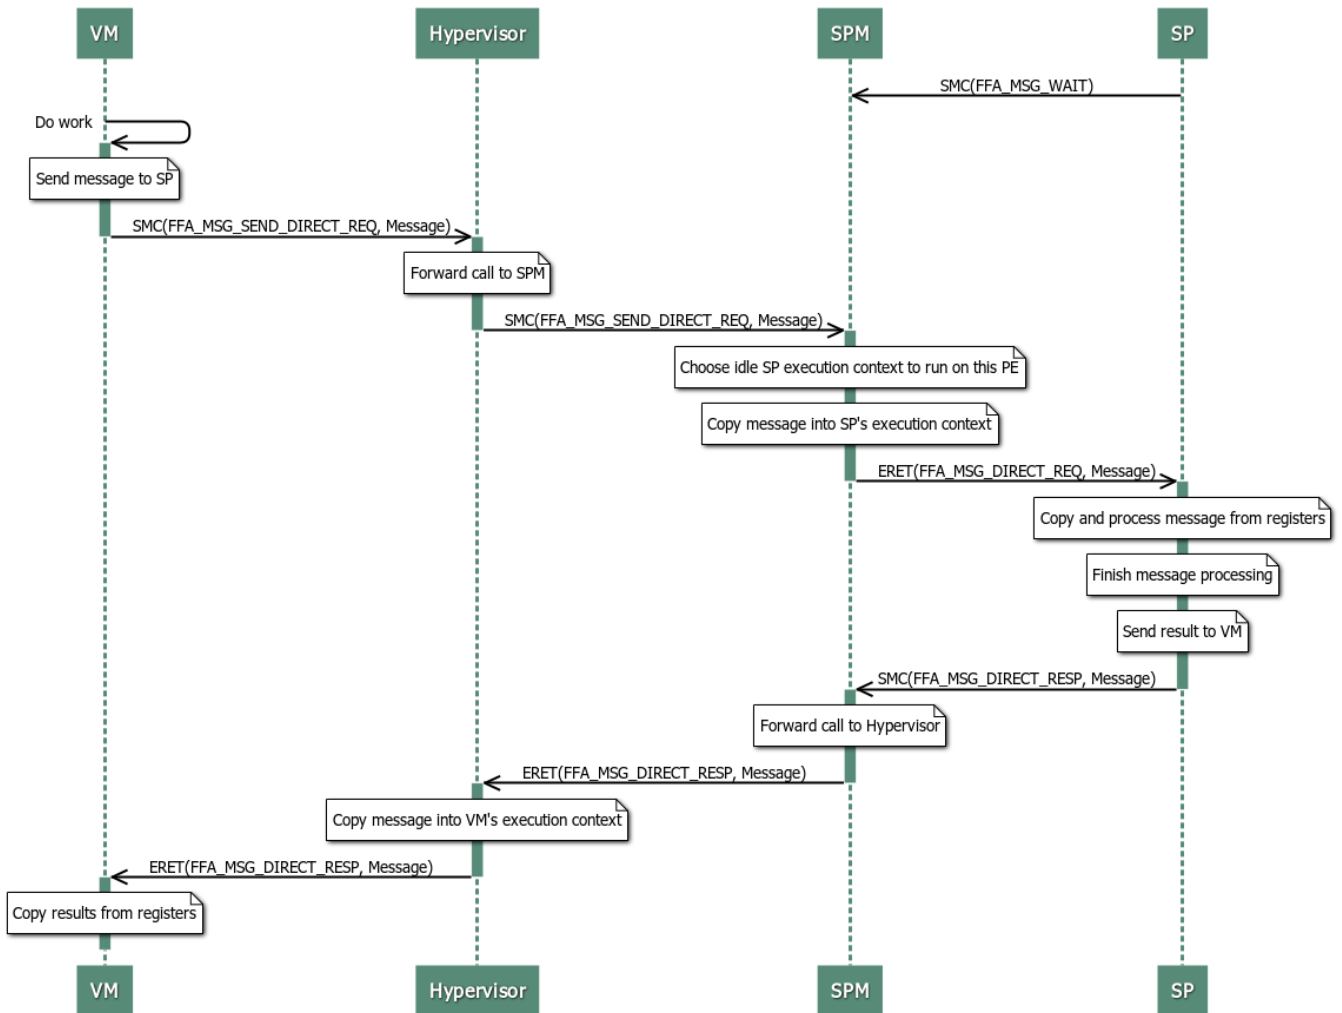 VM
Hypervisor
SPM
SP
SMC(FFA_MSG_WAIT)
Do work
Send message to SP
SMC(FFA_MSG_SEND_DIRECT_REQ, Message)
Forward call to SPM
SMC(FFA_MSG_SEND_DIRECT_REQ, Message)
Choose idle SP execution context to run on this PE
Copy message into SP's execution context
ERET(FFA_MSG_DIRECT_REQ, Message)
Copy and process message from registers
Finish message processing
Send result to VM
SMC(FFA_MSG_DIRECT_RESP, Message)
Forward call to Hypervisor
ERET(FFA_MSG_DIRECT_RESP, Message)
Copy message into VM's execution context
ERET(FFA_MSG_DIRECT_RESP, Message)
Copy results from registers
VM
Hypervisor
SPM
SP